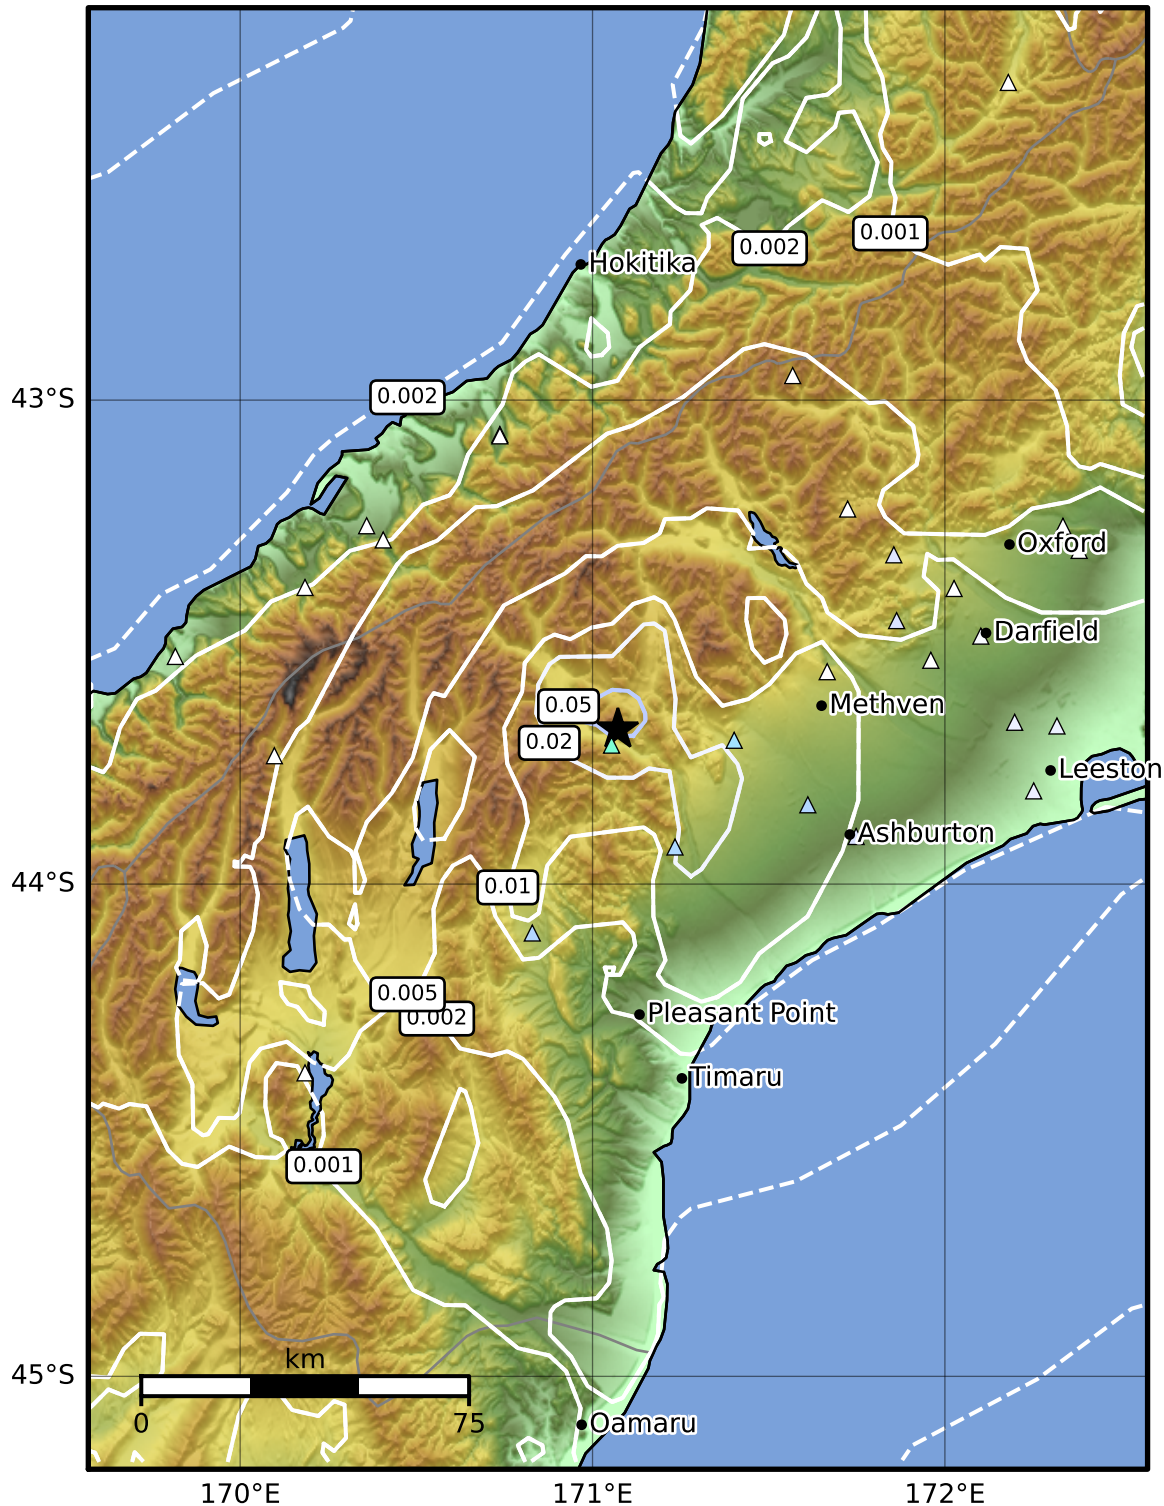 0.001
0.002
Hokitika
0.002
43°S
Oxford
Darfield
0.05
Methven
0.02
Leeston
Ashburton
44°S
0.01
0.005
0.002
Pleasant Point
Timaru
0.001
km
45°S
0
75
Oamaru
170°E
171°E
172°E